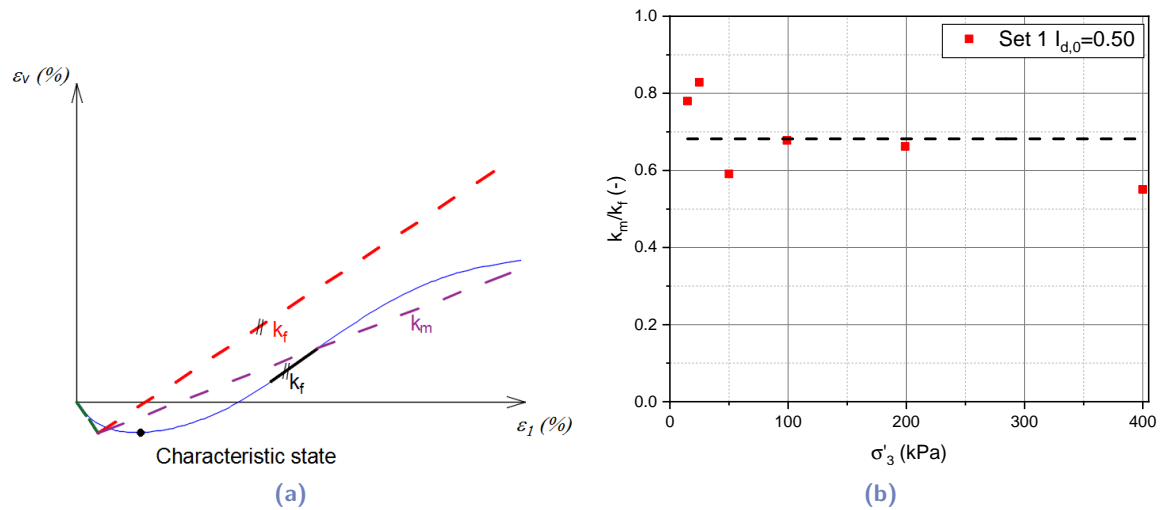 εv (%)
kf
km
kf
ε1 (%)
Characteristic state
(a)
1.0
0.8
0.6
0.4
0.2
0.0
km/kf (-)
Set 1 Id,0=0.50
0 100 200 300 400
σ'3 (kPa)
(b)